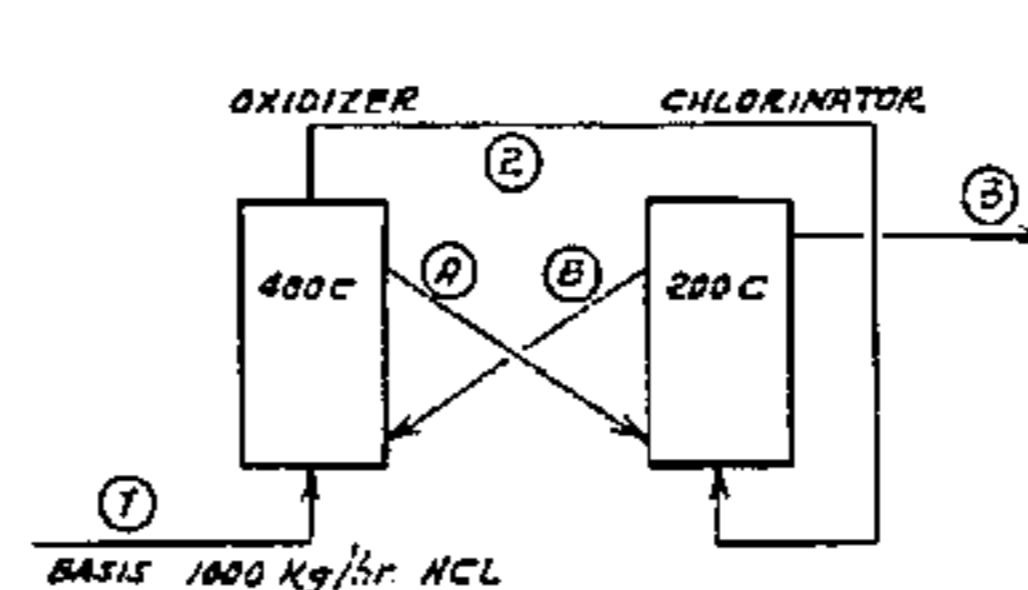 OXIDIZER
CHLORINATOR
2
3
A
B
400C
200C
1
BASIS 1000 Kg/hr. HCL